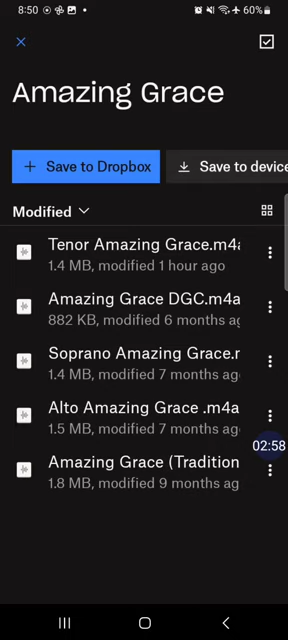 8:50
60%
Amazing Grace
+ Save to Dropbox
Save to device
Modified
Tenor Amazing Grace.m4a
1.4 MB, modified 1 hour ago
Amazing Grace DGC.m4a
882 KB, modified 6 months ag
Soprano Amazing Grace.r
1.4 MB, modified 7 months ago
Alto Amazing Grace .m4a
1.5 MB, modified 7 months ago
02:58
Amazing Grace (Tradition
1.8 MB, modified 9 months ago